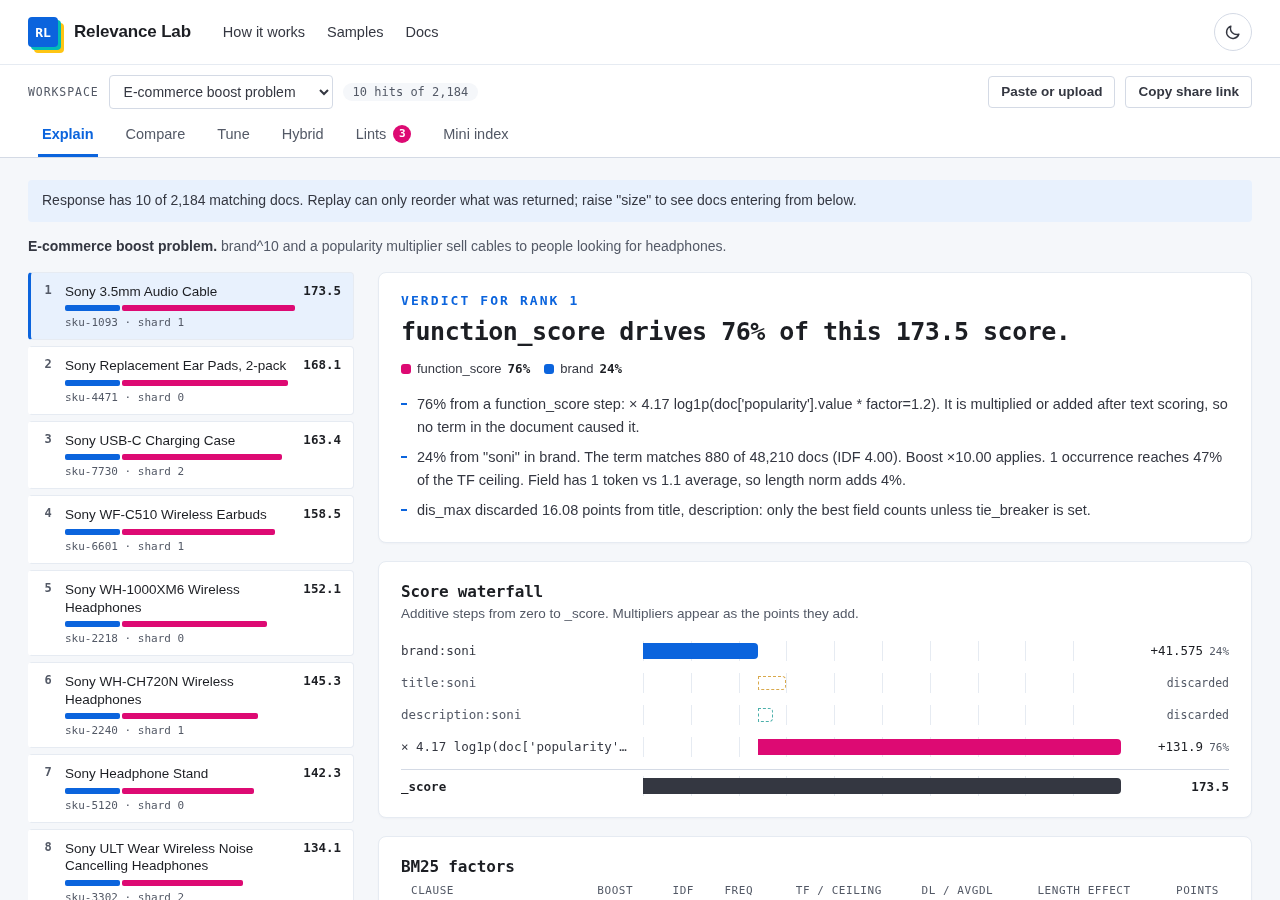 RL Relevance Lab How it works Samples Docs
WORKSPACE E-commerce boost problem 10 hits of 2,184 Paste or upload Copy share link
Explain Compare Tune Hybrid Lints 3 Mini index
Response has 10 of 2,184 matching docs. Replay can only reorder what was returned; raise "size" to see docs entering from below.
E-commerce boost problem. brand^10 and a popularity multiplier sell cables to people looking for headphones.
1 Sony 3.5mm Audio Cable 173.5
sku-1093 · shard 1
2 Sony Replacement Ear Pads, 2-pack 168.1
sku-4471 · shard 0
3 Sony USB-C Charging Case 163.4
sku-7730 · shard 2
4 Sony WF-C510 Wireless Earbuds 158.5
sku-6601 · shard 1
5 Sony WH-1000XM6 Wireless 152.1
Headphones
sku-2218 · shard 0
6 Sony WH-CH720N Wireless 145.3
Headphones
sku-2240 · shard 1
7 Sony Headphone Stand 142.3
sku-5120 · shard 0
8 Sony ULT Wear Wireless Noise 134.1
Cancelling Headphones
sku-3302 · shard 2
VERDICT FOR RANK 1
function_score drives 76% of this 173.5 score.
function_score 76% brand 24%
76% from a function_score step: × 4.17 log1p(doc['popularity'].value * factor=1.2). It is multiplied or added after text scoring, so
no term in the document caused it.
24% from "soni" in brand. The term matches 880 of 48,210 docs (IDF 4.00). Boost ×10.00 applies. 1 occurrence reaches 47%
of the TF ceiling. Field has 1 token vs 1.1 average, so length norm adds 4%.
dis_max discarded 16.08 points from title, description: only the best field counts unless tie_breaker is set.
Score waterfall
Additive steps from zero to _score. Multipliers appear as the points they add.
brand:soni +41.575 24%
title:soni discarded
description:soni discarded
× 4.17 log1p(doc['popularity'… +131.9 76%
_score 173.5
BM25 factors
CLAUSE BOOST IDF FREQ TF / CEILING DL / AVGDL LENGTH EFFECT POINTS